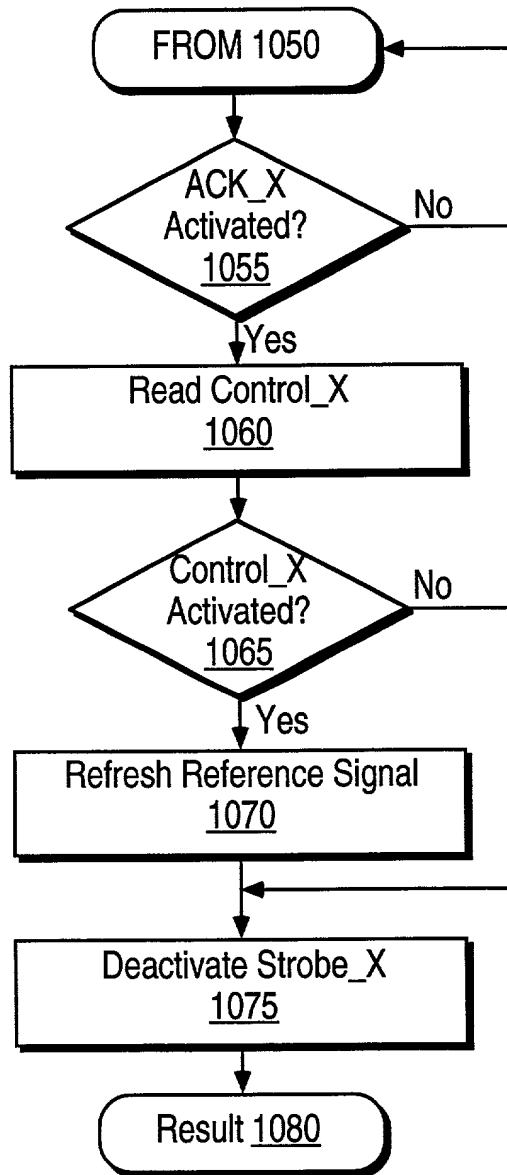 FROM 1050
ACK_X
Activated?
1055
No
Yes
Read Control_X
1060
Control_X
Activated?
1065
No
Yes
Refresh Reference Signal
1070
Deactivate Strobe_X
1075
Result 1080